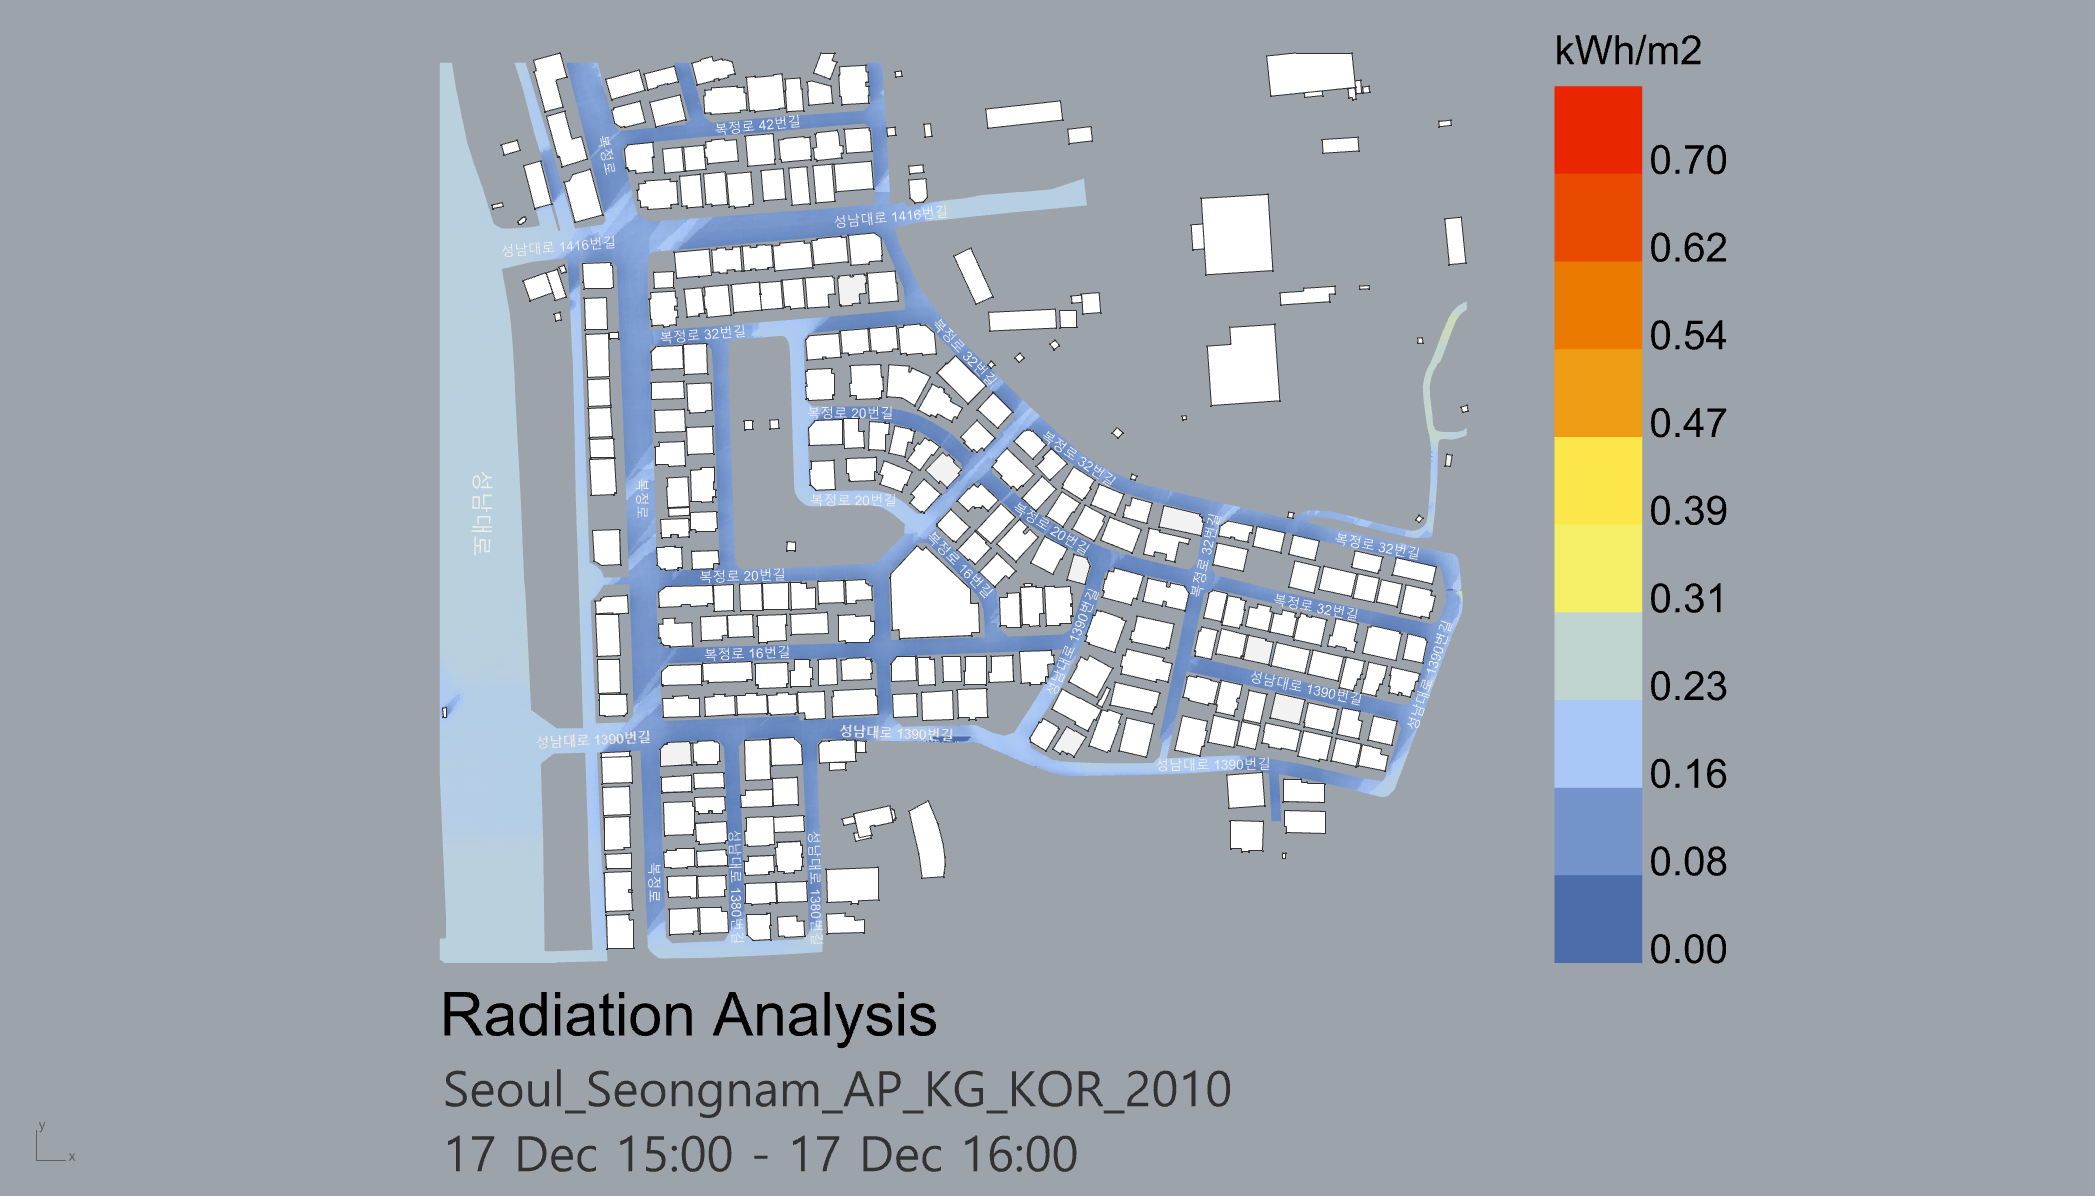 kWh/m2
0.70
0.62
0.54
0.47
0.39
0.31
0.23
0.16
0.08
0.00
복정로 42번길
복정로
성남대로 1416번길
성남대로 1416번길
복정로 32번길
복정로 32번길
복정로 20번길
복정로 32번길
성남대로
복정로
복정로 20번길
복정로 20번길
복정로 32번길
복정로 32번길
복정로 16번길
복정로 20번길
복정로 32번길
성남대로 1390번길
성남대로 1390번길
복정로 16번길
성남대로 1390번길
성남대로 1390번길
성남대로 1390번길
성남대로 1390번길
복정로
성남대로 1380번길
성남대로 1380번길
Radiation Analysis
Seoul_Seongnam_AP_KG_KOR_2010
17 Dec 15:00 - 17 Dec 16:00
y
x